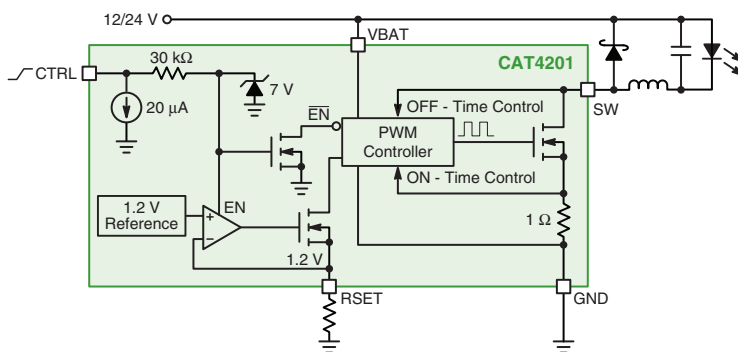 12/24 V
VBAT
CAT4201
CTRL
30 kΩ
7 V
20 µA
EN
OFF - Time Control
SW
PWM
Controller
ON - Time Control
1.2 V
Reference
EN
+
–
1 Ω
1.2 V
RSET
GND